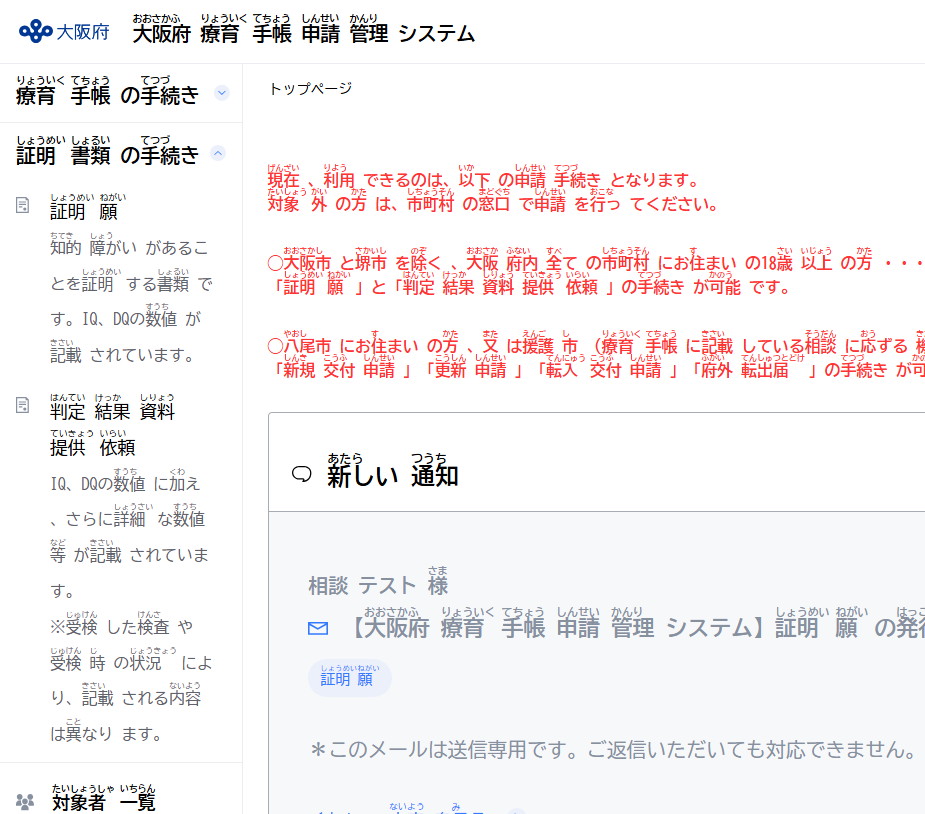 大阪府 大阪府 療育 手帳 申請 管理 システム
療育 手帳 の手続き
証明 書類 の手続き
証明 願
知的 障がい があるこ
とを証明 する書類 で
す。IQ、DQの数値 が
記載 されています。
判定 結果 資料
提供 依頼
IQ、DQの数値 に加え
、さらに詳細 な数値
等 が記載 されていま
す。
※受検 した検査 や
受検 時 の状況 によ
り、記載 される内容
は異なり ます。
対象者 一覧
トップページ
現在 、利用 できるのは、以下 の申請 手続き となります。
対象 外 の方 は、市町村 の窓口 で申請 を行っ てください。
○大阪市 と堺市 を除く 、大阪 府内 全て の市町村 にお住まい の18歳 以上 の方 ・・・
「証明 願 」と「判定 結果 資料 提供 依頼 」の手続き が可能 です。
○八尾市 にお住まい の方 、又 は援護 市 （療育 手帳 に記載 している相談 に応ずる
「新規 交付 申請 」「更新 申請 」「転入 交付 申請 」「府外 転出届 」の手続き が可
新しい 通知
相談 テスト 様
【大阪府 療育 手帳 申請 管理 システム】証明 願 の発
証明 願
＊このメールは送信専用です。ご返信いただいても対応できません。